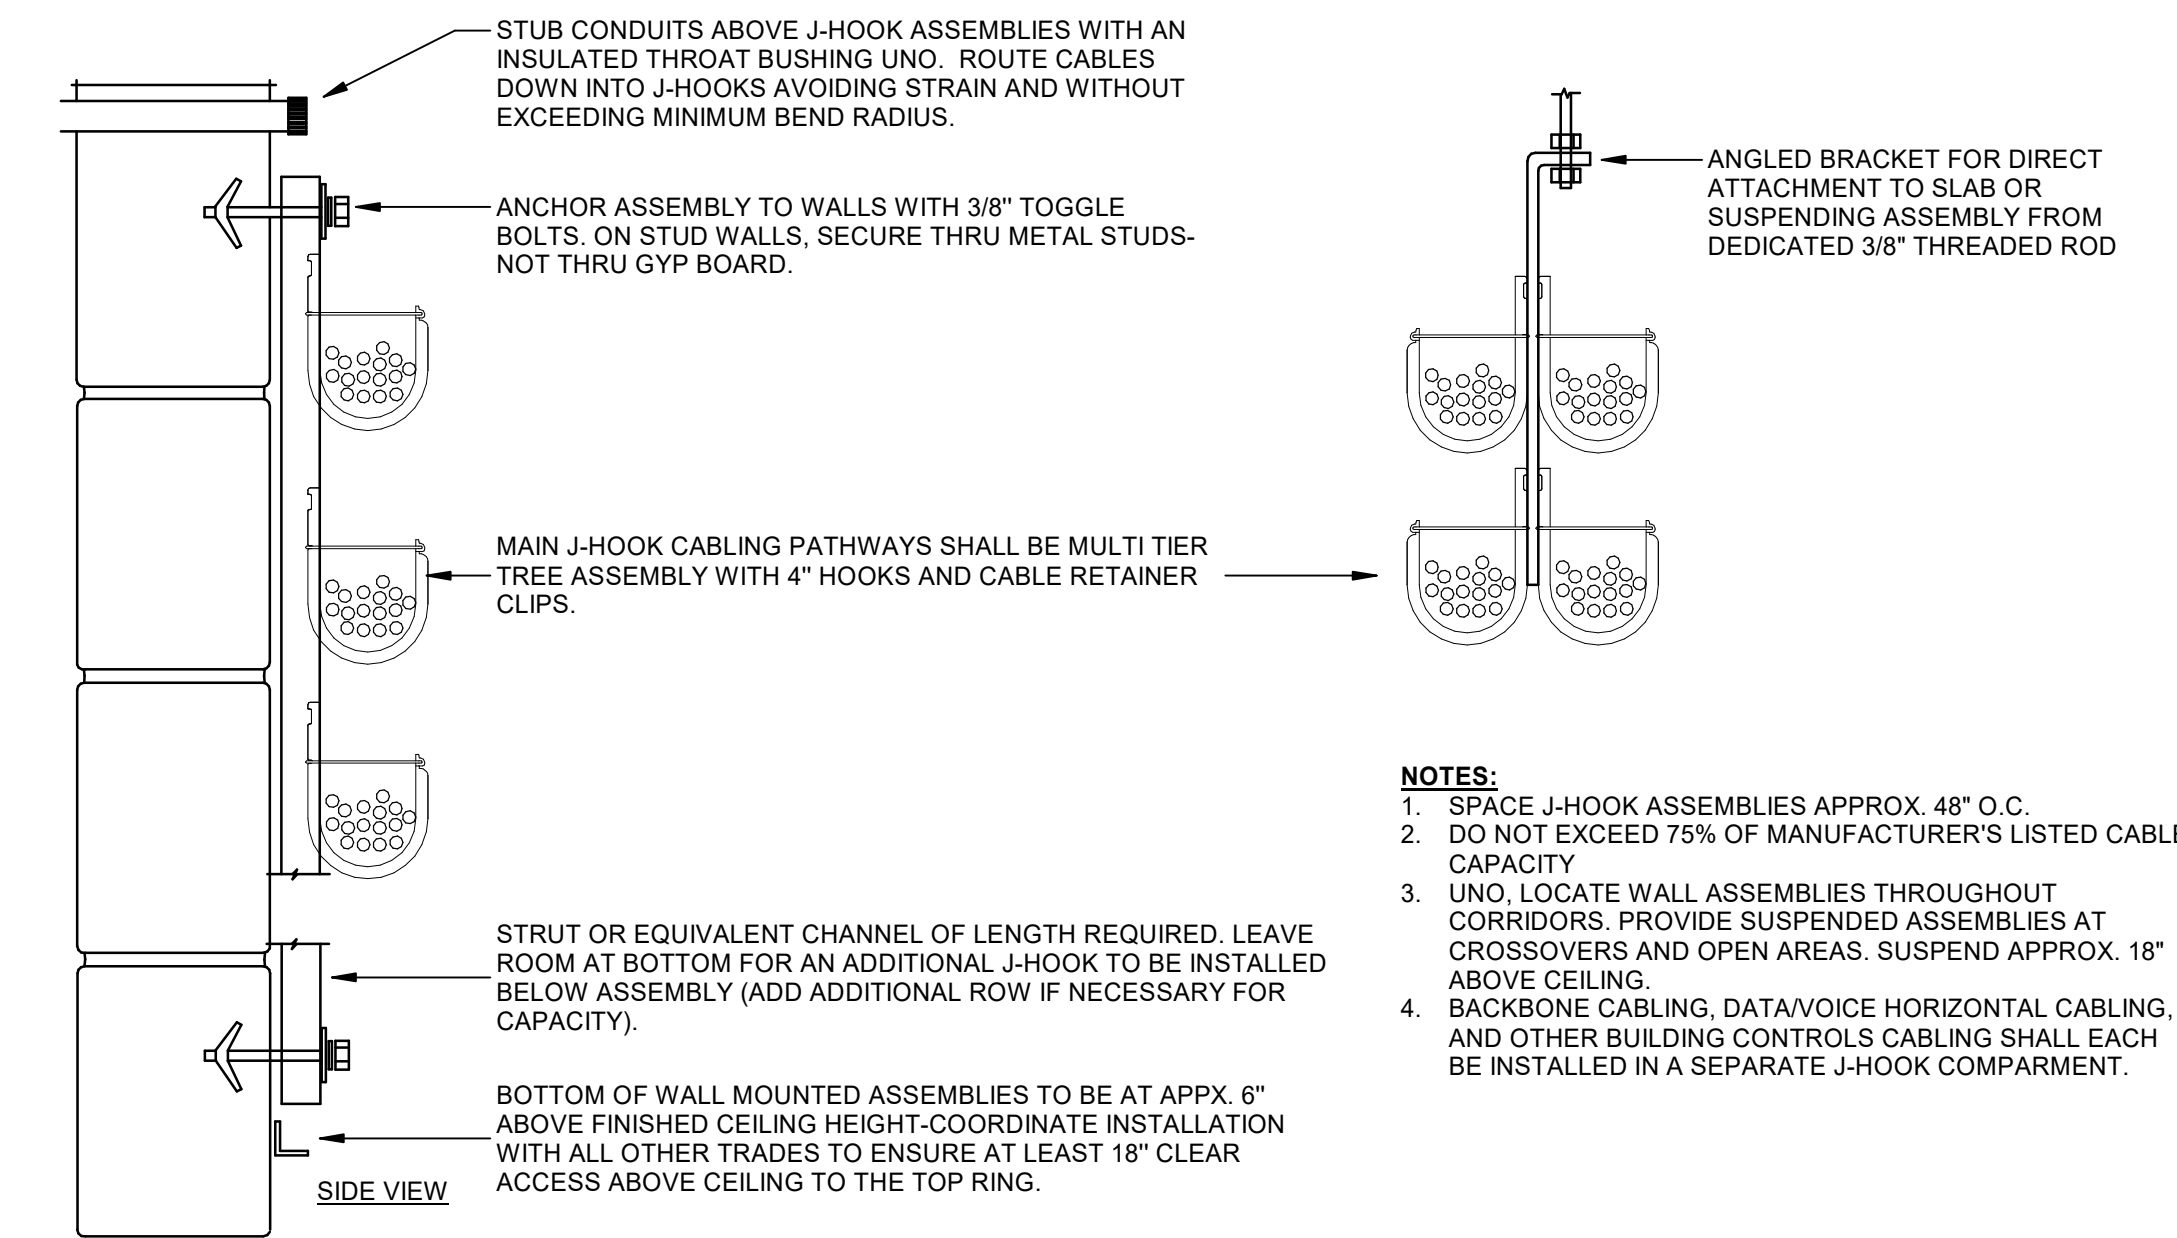 STUB CONDUITS ABOVE J-HOOK ASSEMBLIES WITH AN
INSULATED THROAT BUSHING UNO. ROUTE CABLES
DOWN INTO J-HOOKS AVOIDING STRAIN AND WITHOUT
EXCEEDING MINIMUM BEND RADIUS.
ANCHOR ASSEMBLY TO WALLS WITH 3/8" TOGGLE
BOLTS. ON STUD WALLS, SECURE THRU METAL STUDS-
NOT THRU GYP BOARD.
MAIN J-HOOK CABLING PATHWAYS SHALL BE MULTI TIER
TREE ASSEMBLY WITH 4" HOOKS AND CABLE RETAINER
CLIPS.
STRUT OR EQUIVALENT CHANNEL OF LENGTH REQUIRED. LEAVE
ROOM AT BOTTOM FOR AN ADDITIONAL J-HOOK TO BE INSTALLED
BELOW ASSEMBLY (ADD ADDITIONAL ROW IF NECESSARY FOR
CAPACITY).
BOTTOM OF WALL MOUNTED ASSEMBLIES TO BE AT APPX. 6"
ABOVE FINISHED CEILING HEIGHT-COORDINATE INSTALLATION
WITH ALL OTHER TRADES TO ENSURE AT LEAST 18" CLEAR
ACCESS ABOVE CEILING TO THE TOP RING.
SIDE VIEW
ANGLED BRACKET FOR DIRECT
ATTACHMENT TO SLAB OR
SUSPENDING ASSEMBLY FROM
DEDICATED 3/8" THREADED ROD
NOTES:
1. SPACE J-HOOK ASSEMBLIES APPROX. 48" O.C.
2. DO NOT EXCEED 75% OF MANUFACTURER'S LISTED CABLE
CAPACITY
3. UNO, LOCATE WALL ASSEMBLIES THROUGHOUT
CORRIDORS. PROVIDE SUSPENDED ASSEMBLIES AT
CROSSOVERS AND OPEN AREAS. SUSPEND APPROX. 18"
ABOVE CEILING.
4. BACKBONE CABLING, DATA/VOICE HORIZONTAL CABLING,
AND OTHER BUILDING CONTROLS CABLING SHALL EACH
BE INSTALLED IN A SEPARATE J-HOOK COMPARMENT.